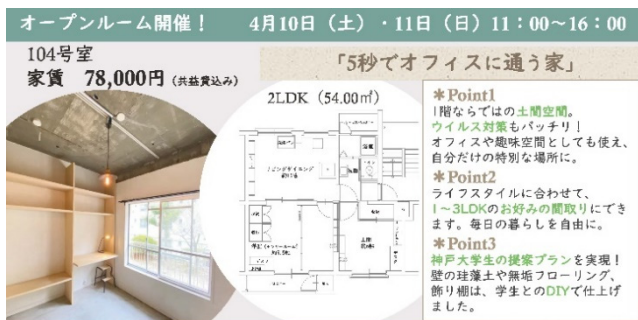 オープンルーム開催！ 4月10日（土）・11日（日）11：00～16：00
104号室
家賃 78,000円（共益費込み）
「5秒でオフィスに通う家」
2LDK（54.00㎡）
＊Point1
1階ならではの土間空間。
ウイルス対策もバッチリ！
オフィスや趣味空間としても使え、
自分だけの特別な場所に。
＊Point2
ライフスタイルに合わせて、
1～3LDKのお好みの間取りにでき
ます。毎日の暮らしを自由に。
＊Point3
神戸大学生の提案プランを実現！
壁の珪藻土や無垢フローリング、
飾り棚は、学生とのDIYで仕上げ
ました。
リビングダイニング